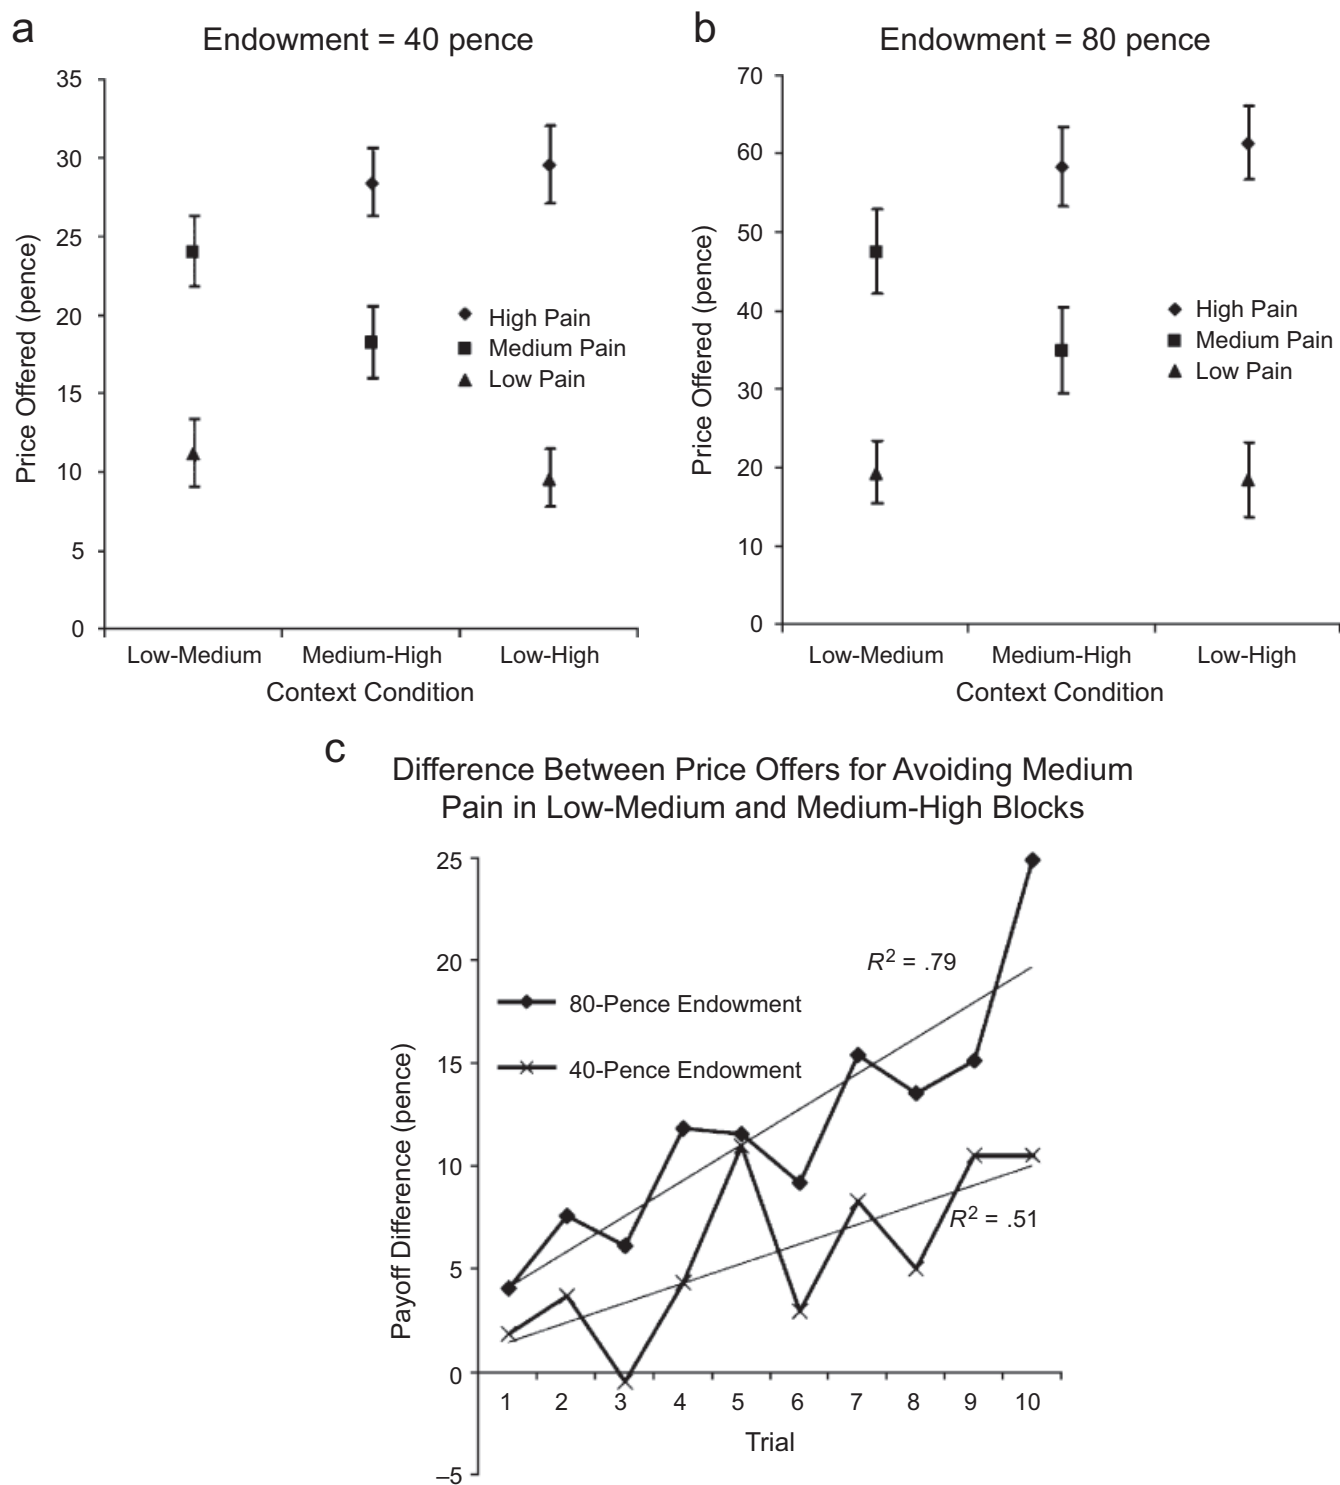 a
Endowment = 40 pence
35
30
25
20
15
10
5
0
Price Offered (pence)
High Pain
Medium Pain
Low Pain
Low-Medium
Medium-High
Low-High
Context Condition
b
Endowment = 80 pence
70
60
50
40
30
20
10
0
Price Offered (pence)
High Pain
Medium Pain
Low Pain
Low-Medium
Medium-High
Low-High
Context Condition
c
Difference Between Price Offers for Avoiding Medium
Pain in Low-Medium and Medium-High Blocks
25
20
15
10
5
0
–5
Payoff Difference (pence)
R² = .79
80-Pence Endowment
40-Pence Endowment
R² = .51
1 2 3 4 5 6 7 8 9 10
Trial